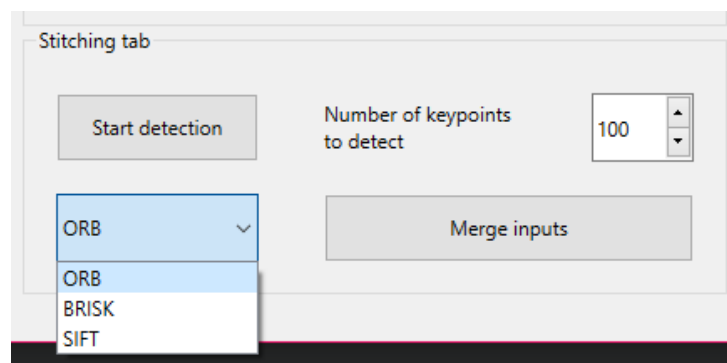 Stitching tab
Start detection
Number of keypoints
to detect
100
ORB
Merge inputs
ORB
BRISK
SIFT